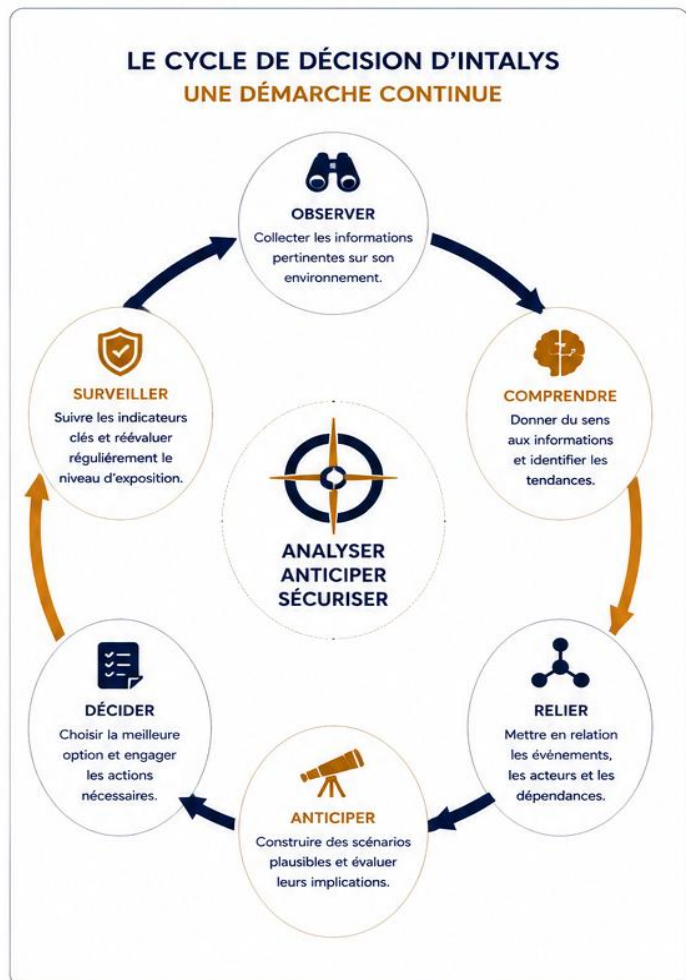 LE CYCLE DE DÉCISION D'INTALYS
UNE DÉMARCHE CONTINUE
OBSERVER
Collecter les informations
pertinentes sur son
environnement.
COMPRENDRE
Donner du sens
aux informations
et identifier les
tendances.
RELIER
Mettre en relation
les événements,
les acteurs et les
dépendances.
ANTICIPER
Construire des scénarios
plausibles et évaluer
leurs implications.
DÉCIDER
Choisir la meilleure
option et engager
les actions
nécessaires.
SURVEILLER
Suivre les indicateurs
clés et réévaluer
réguliérement le
niveau d'exposition.
ANALYSER
ANTICIPER
SÉCURISER